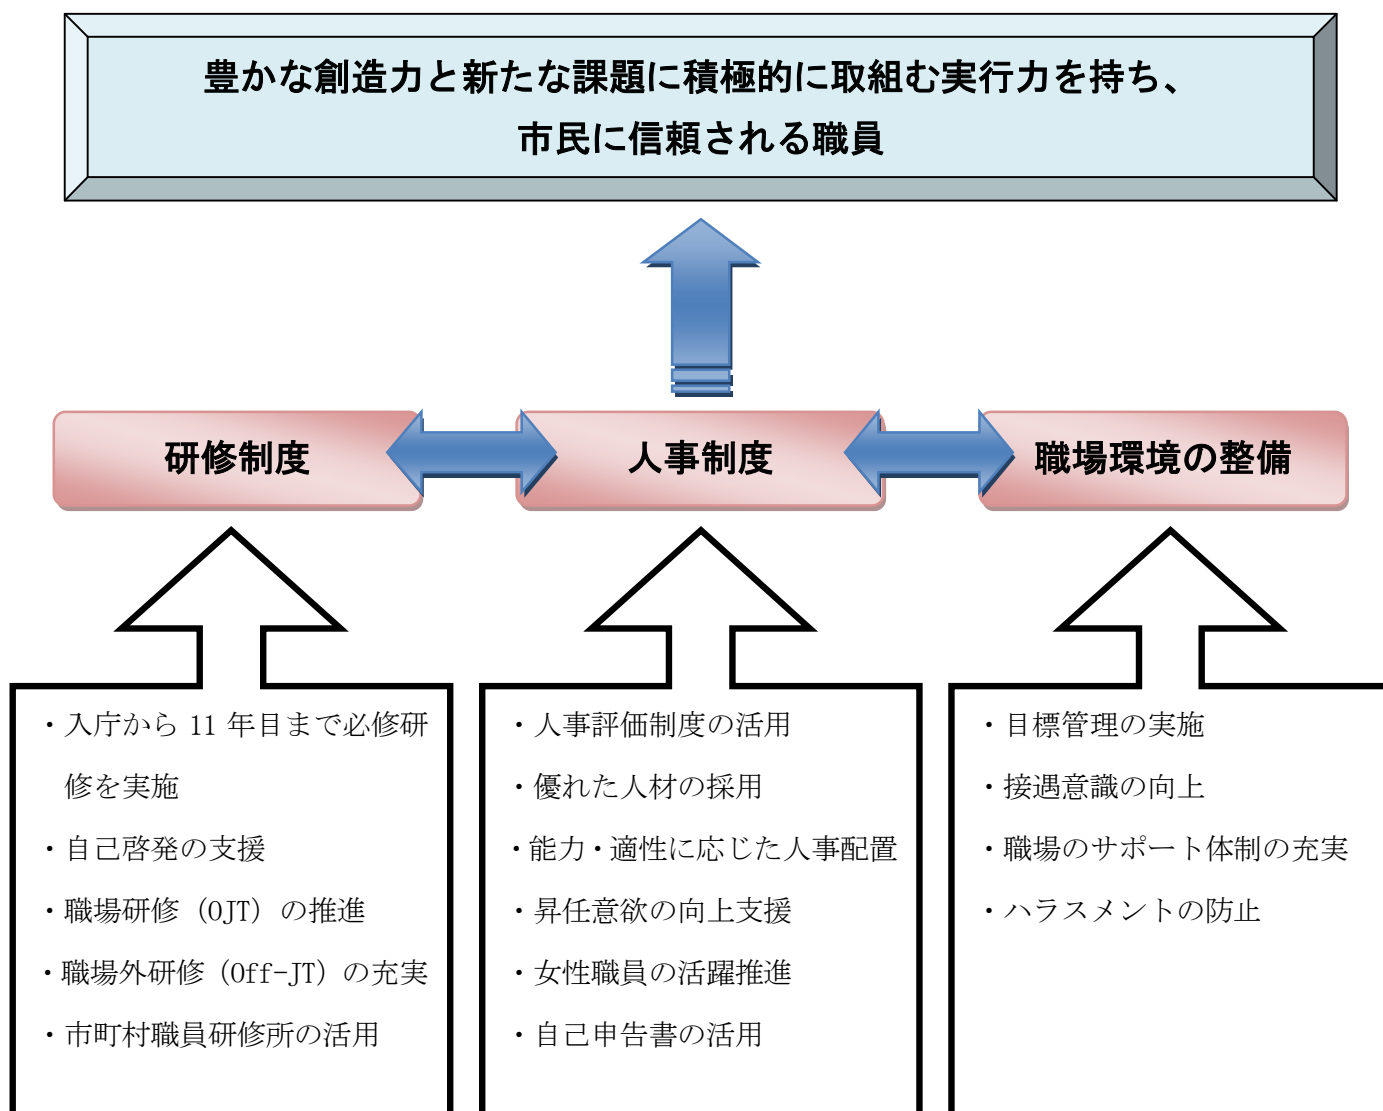 豊かな創造力と新たな課題に積極的に取組む実行力を持ち、
市民に信頼される職員
研修制度
人事制度
職場環境の整備
・入庁から 11 年目まで必修研
修を実施
・自己啓発の支援
・職場研修（OJT）の推進
・職場外研修（Off-JT）の充実
・市町村職員研修所の活用
・人事評価制度の活用
・優れた人材の採用
・能力・適性に応じた人事配置
・昇任意欲の向上支援
・女性職員の活躍推進
・自己申告書の活用
・目標管理の実施
・接遇意識の向上
・職場のサポート体制の充実
・ハラスメントの防止